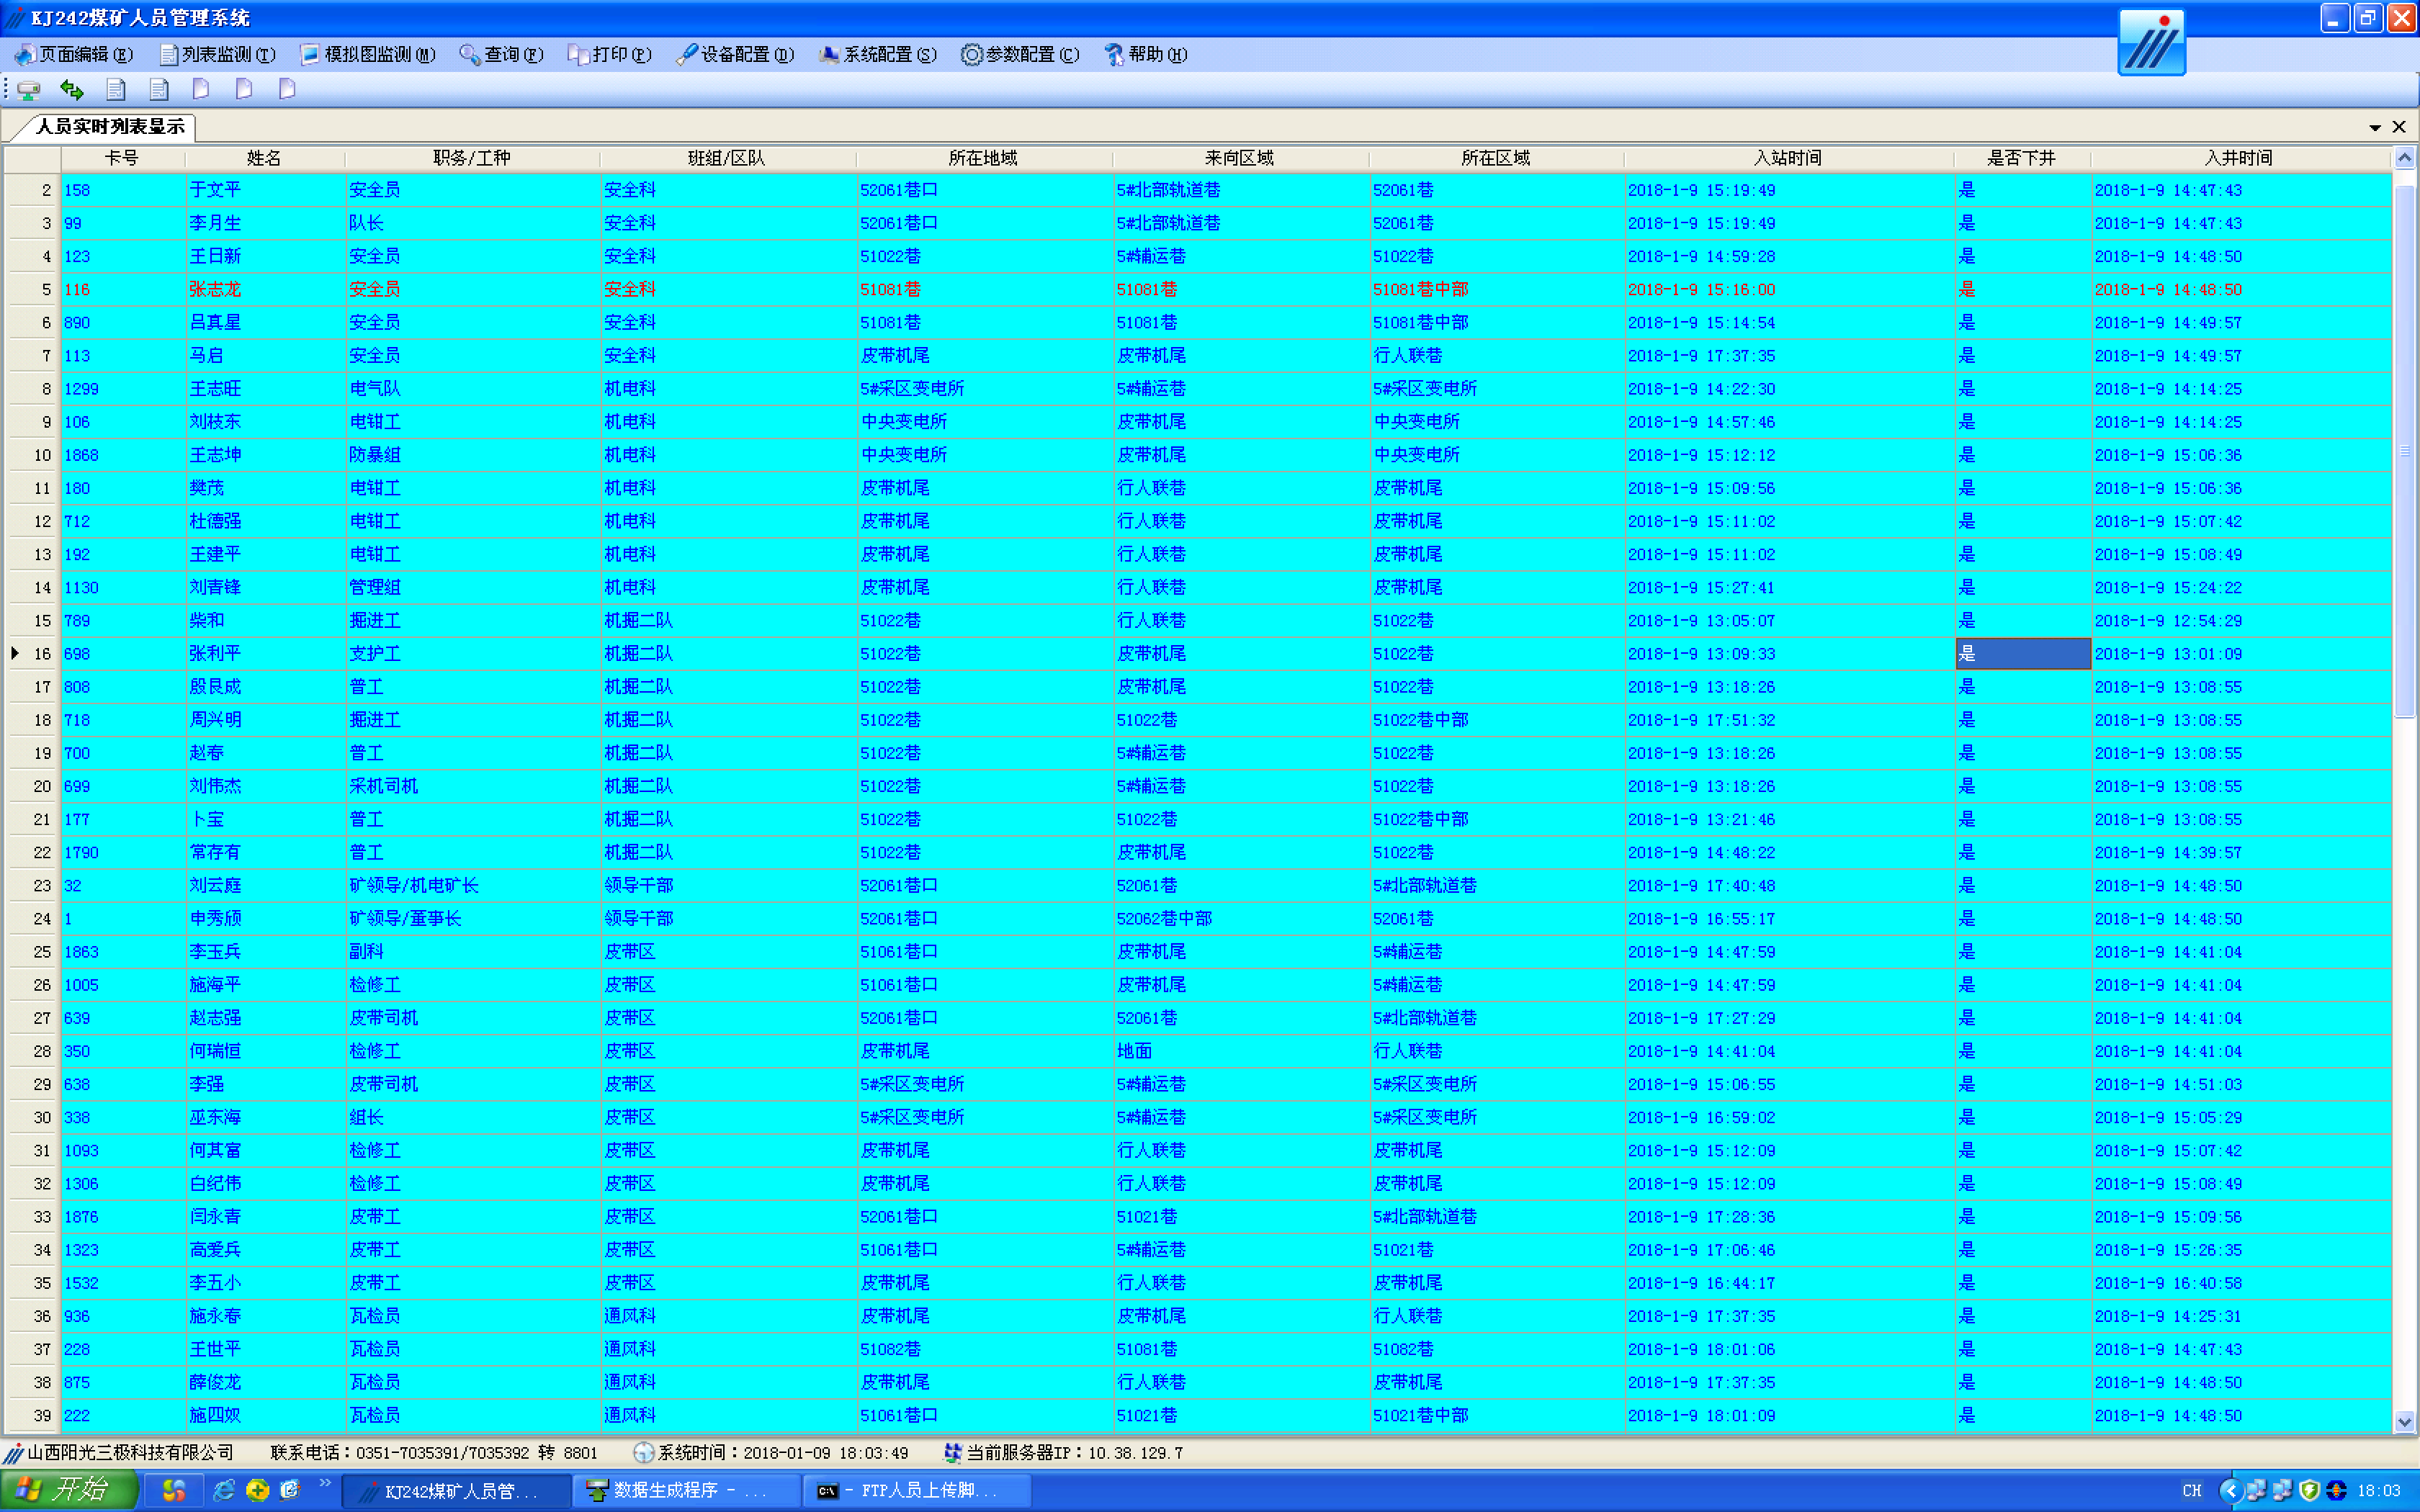 KJ242煤矿人员管理系统
页面编辑(E) 列表监测(T) 模拟图监测(M) 查询(F) 打印(P) 设备配置(D) 系统配置(S) 参数配置(C) 帮助(H)
人员实时列表显示
卡号 姓名 职务/工种 班组/区队 所在地域 来向区域 所在区域 入站时间 是否下井 入井时间
2 158 于文平 安全员 安全科 52061巷口 5#北部轨道巷 52061巷 2018-1-9 15:19:49 是 2018-1-9 14:47:43
3 99 李月生 队长 安全科 52061巷口 5#北部轨道巷 52061巷 2018-1-9 15:19:49 是 2018-1-9 14:47:43
4 123 王日新 安全员 安全科 51022巷 5#辅运巷 51022巷 2018-1-9 14:59:28 是 2018-1-9 14:48:50
5 116 张志龙 安全员 安全科 51081巷 51081巷 51081巷中部 2018-1-9 15:16:00 是 2018-1-9 14:48:50
6 890 吕真星 安全员 安全科 51081巷 51081巷 51081巷中部 2018-1-9 15:14:54 是 2018-1-9 14:49:57
7 113 马启 安全员 安全科 皮带机尾 皮带机尾 行人联巷 2018-1-9 17:37:35 是 2018-1-9 14:49:57
8 1299 王志旺 电气队 机电科 5#采区变电所 5#辅运巷 5#采区变电所 2018-1-9 14:22:30 是 2018-1-9 14:14:25
9 106 刘枝东 电钳工 机电科 中央变电所 皮带机尾 中央变电所 2018-1-9 14:57:46 是 2018-1-9 14:14:25
10 1868 王志坤 防暴组 机电科 中央变电所 皮带机尾 中央变电所 2018-1-9 15:12:12 是 2018-1-9 15:06:36
11 180 樊茂 电钳工 机电科 皮带机尾 行人联巷 皮带机尾 2018-1-9 15:09:56 是 2018-1-9 15:06:36
12 712 杜德强 电钳工 机电科 皮带机尾 行人联巷 皮带机尾 2018-1-9 15:11:02 是 2018-1-9 15:07:42
13 192 王建平 电钳工 机电科 皮带机尾 行人联巷 皮带机尾 2018-1-9 15:11:02 是 2018-1-9 15:08:49
14 1130 刘青锋 管理组 机电科 皮带机尾 行人联巷 皮带机尾 2018-1-9 15:27:41 是 2018-1-9 15:24:22
15 789 柴和 掘进工 机掘二队 51022巷 行人联巷 51022巷 2018-1-9 13:05:07 是 2018-1-9 12:54:29
16 698 张利平 支护工 机掘二队 51022巷 皮带机尾 51022巷 2018-1-9 13:09:33 是 2018-1-9 13:01:09
17 808 殷艮成 普工 机掘二队 51022巷 皮带机尾 51022巷 2018-1-9 13:18:26 是 2018-1-9 13:08:55
18 718 周兴明 掘进工 机掘二队 51022巷 51022巷 51022巷中部 2018-1-9 17:51:32 是 2018-1-9 13:08:55
19 700 赵春 普工 机掘二队 51022巷 5#辅运巷 51022巷 2018-1-9 13:18:26 是 2018-1-9 13:08:55
20 699 刘伟杰 采机司机 机掘二队 51022巷 5#辅运巷 51022巷 2018-1-9 13:18:26 是 2018-1-9 13:08:55
21 177 卜宝 普工 机掘二队 51022巷 51022巷 51022巷中部 2018-1-9 13:21:46 是 2018-1-9 13:08:55
22 1790 常存有 普工 机掘二队 51022巷 皮带机尾 51022巷 2018-1-9 14:48:22 是 2018-1-9 14:39:57
23 32 刘云庭 矿领导/机电矿长 领导干部 52061巷口 52061巷 5#北部轨道巷 2018-1-9 17:40:48 是 2018-1-9 14:48:50
24 1 申秀颀 矿领导/董事长 领导干部 52061巷口 52062巷中部 52061巷 2018-1-9 16:55:17 是 2018-1-9 14:48:50
25 1863 李玉兵 副科 皮带区 51061巷口 皮带机尾 5#辅运巷 2018-1-9 14:47:59 是 2018-1-9 14:41:04
26 1005 施海平 检修工 皮带区 51061巷口 皮带机尾 5#辅运巷 2018-1-9 14:47:59 是 2018-1-9 14:41:04
27 639 赵志强 皮带司机 皮带区 52061巷口 52061巷 5#北部轨道巷 2018-1-9 17:27:29 是 2018-1-9 14:41:04
28 350 何瑞恒 检修工 皮带区 皮带机尾 地面 行人联巷 2018-1-9 14:41:04 是 2018-1-9 14:41:04
29 638 李强 皮带司机 皮带区 5#采区变电所 5#辅运巷 5#采区变电所 2018-1-9 15:06:55 是 2018-1-9 14:51:03
30 338 巫东海 组长 皮带区 5#采区变电所 5#辅运巷 5#采区变电所 2018-1-9 16:59:02 是 2018-1-9 15:05:29
31 1093 何其富 检修工 皮带区 皮带机尾 行人联巷 皮带机尾 2018-1-9 15:12:09 是 2018-1-9 15:07:42
32 1306 白纪伟 检修工 皮带区 皮带机尾 行人联巷 皮带机尾 2018-1-9 15:12:09 是 2018-1-9 15:08:49
33 1876 闫永青 皮带工 皮带区 52061巷口 51021巷 5#北部轨道巷 2018-1-9 17:28:36 是 2018-1-9 15:09:56
34 1323 高爱兵 皮带工 皮带区 51061巷口 5#辅运巷 51021巷 2018-1-9 17:06:46 是 2018-1-9 15:26:35
35 1532 李五小 皮带工 皮带区 皮带机尾 行人联巷 皮带机尾 2018-1-9 16:44:17 是 2018-1-9 16:40:58
36 936 施永春 瓦检员 通风科 皮带机尾 皮带机尾 行人联巷 2018-1-9 17:37:35 是 2018-1-9 14:25:31
37 228 王世平 瓦检员 通风科 51082巷 51081巷 51082巷 2018-1-9 18:01:06 是 2018-1-9 14:47:43
38 875 薛俊龙 瓦检员 通风科 皮带机尾 行人联巷 皮带机尾 2018-1-9 17:37:35 是 2018-1-9 14:48:50
39 222 施四奴 瓦检员 通风科 51061巷口 51021巷 51021巷中部 2018-1-9 18:01:09 是 2018-1-9 14:48:50
山西阳光三极科技有限公司 联系电话：0351-7035391/7035392 转 8801 系统时间：2018-01-09 18:03:49 当前服务器IP：10.38.129.7
开始 KJ242煤矿人员管... 数据生成程序 - ... - FTP人员上传脚... CH 18:03